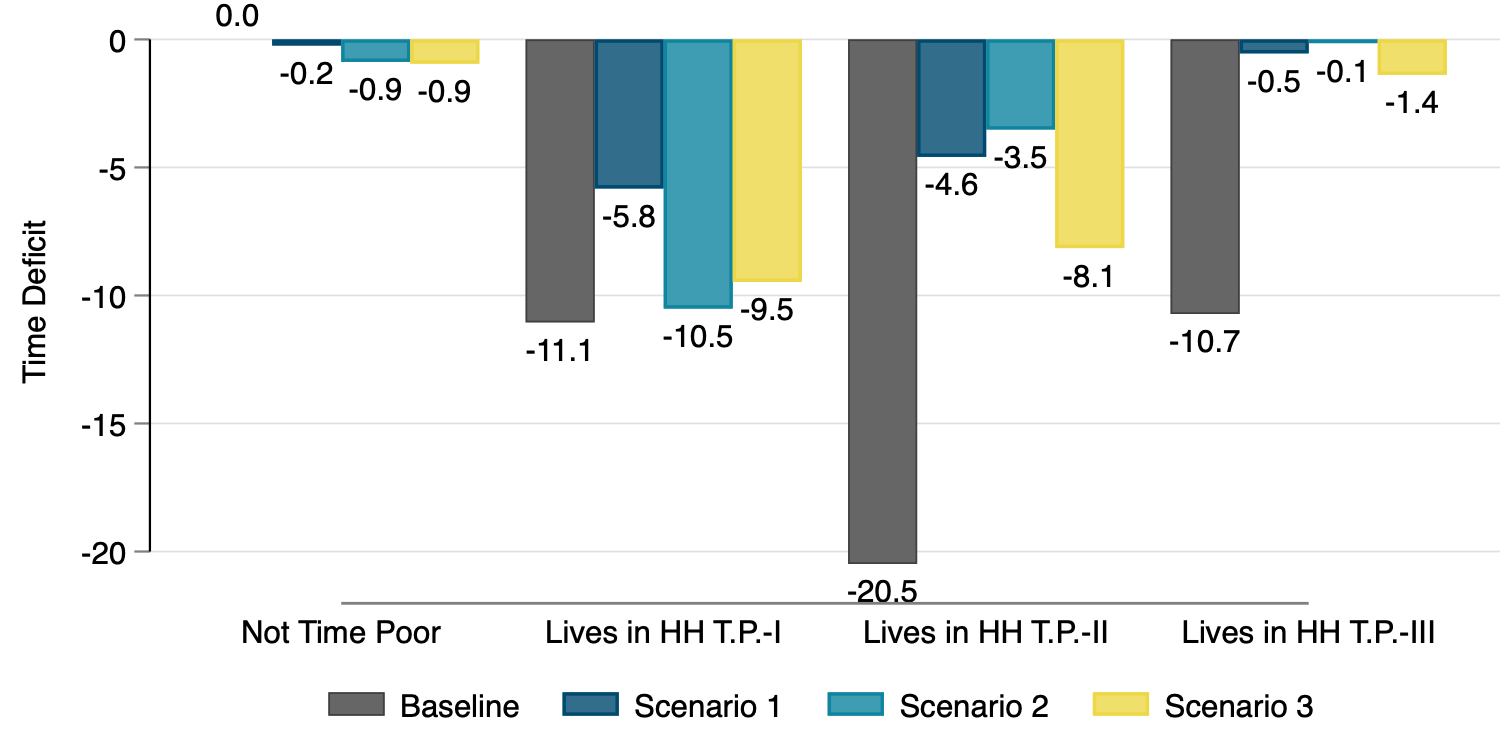 0.0
0
-0.2
-0.9
-0.9
-0.5
-0.1
-1.4
-5
-4.6
-3.5
-5.8
-8.1
-10
-9.5
-10.5
-11.1
-10.7
-15
-20
-20.5
Time Deficit
Not Time Poor
Lives in HH T.P.-I
Lives in HH T.P.-II
Lives in HH T.P.-III
Baseline
Scenario 1
Scenario 2
Scenario 3